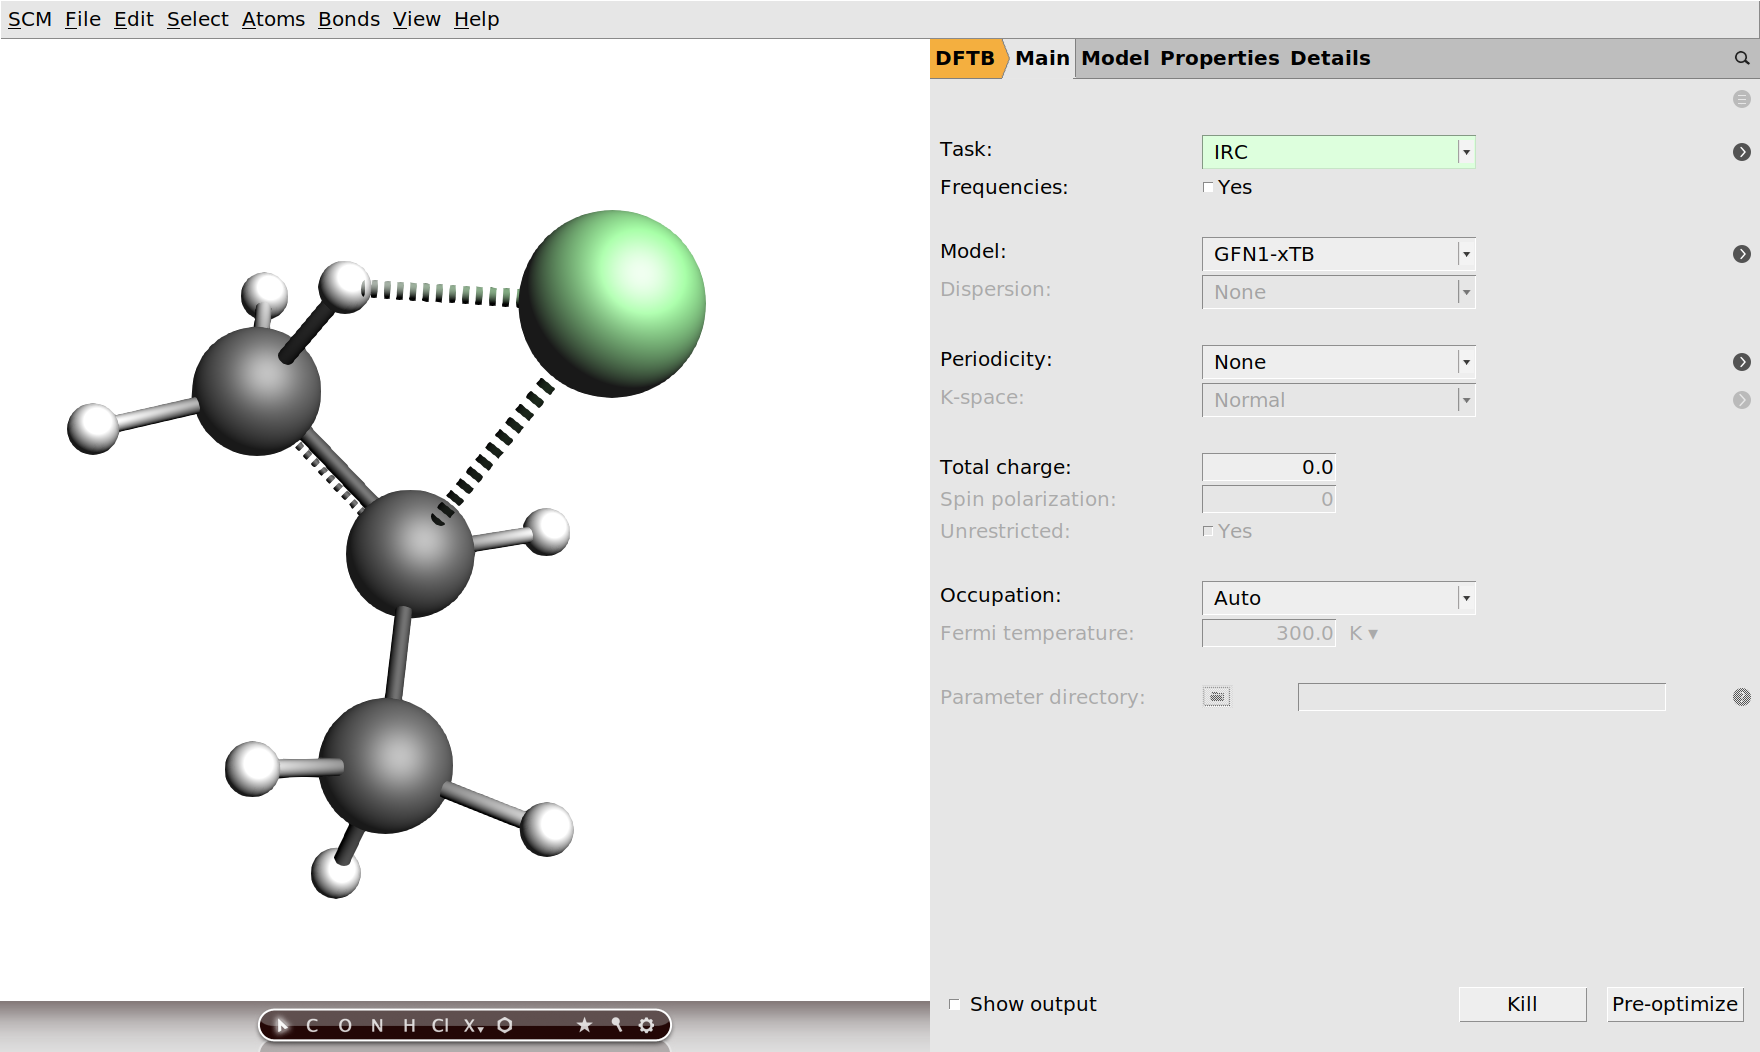 SCM File Edit Select Atoms Bonds View Help
DFTB Main Model Properties Details
Task: IRC
Frequencies: Yes
Model: GFN1-xTB
Dispersion: None
Periodicity: None
K-space: Normal
Total charge: 0.0
Spin polarization: 0
Unrestricted: Yes
Occupation: Auto
Fermi temperature: 300.0 K
Parameter directory:
Show output Kill Pre-optimize
C O N H Cl X